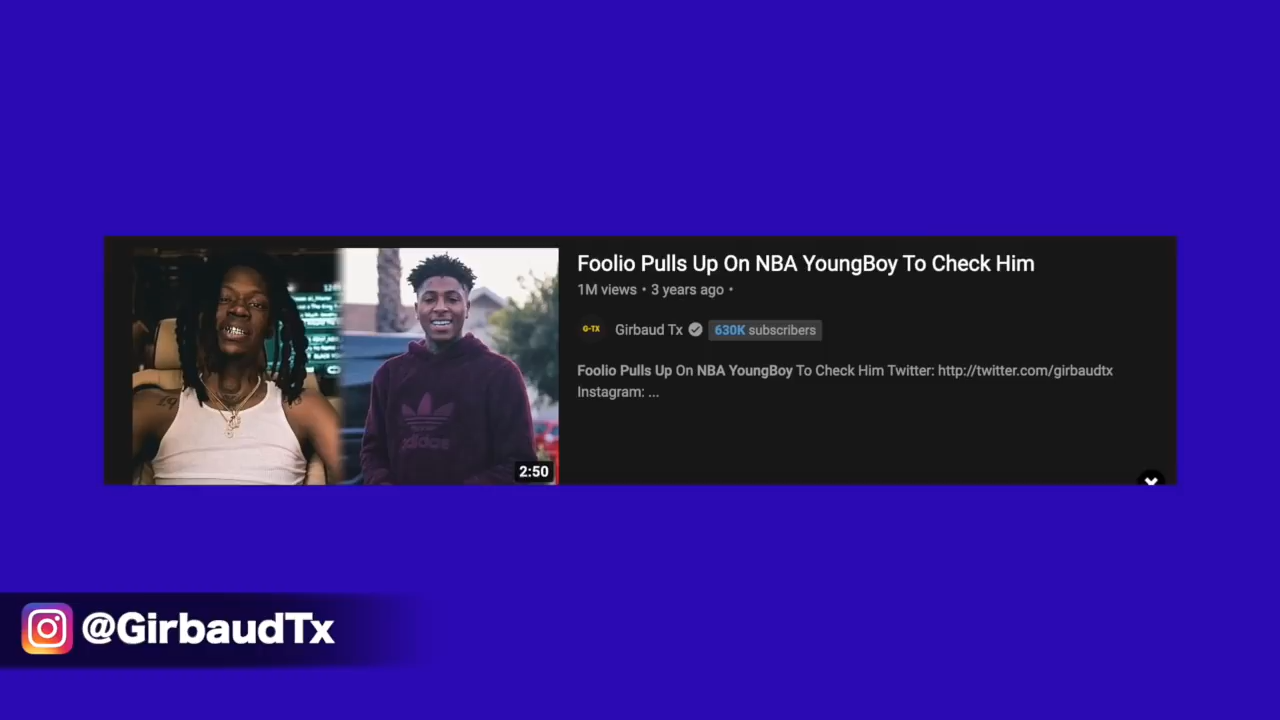 Foolio Pulls Up On NBA YoungBoy To Check Him
1M views • 3 years ago •
G-TX Girbaud Tx 630K subscribers
Foolio Pulls Up On NBA YoungBoy To Check Him Twitter: http://twitter.com/girbaudtx
Instagram: ...
adidas
2:50
@GirbaudTx